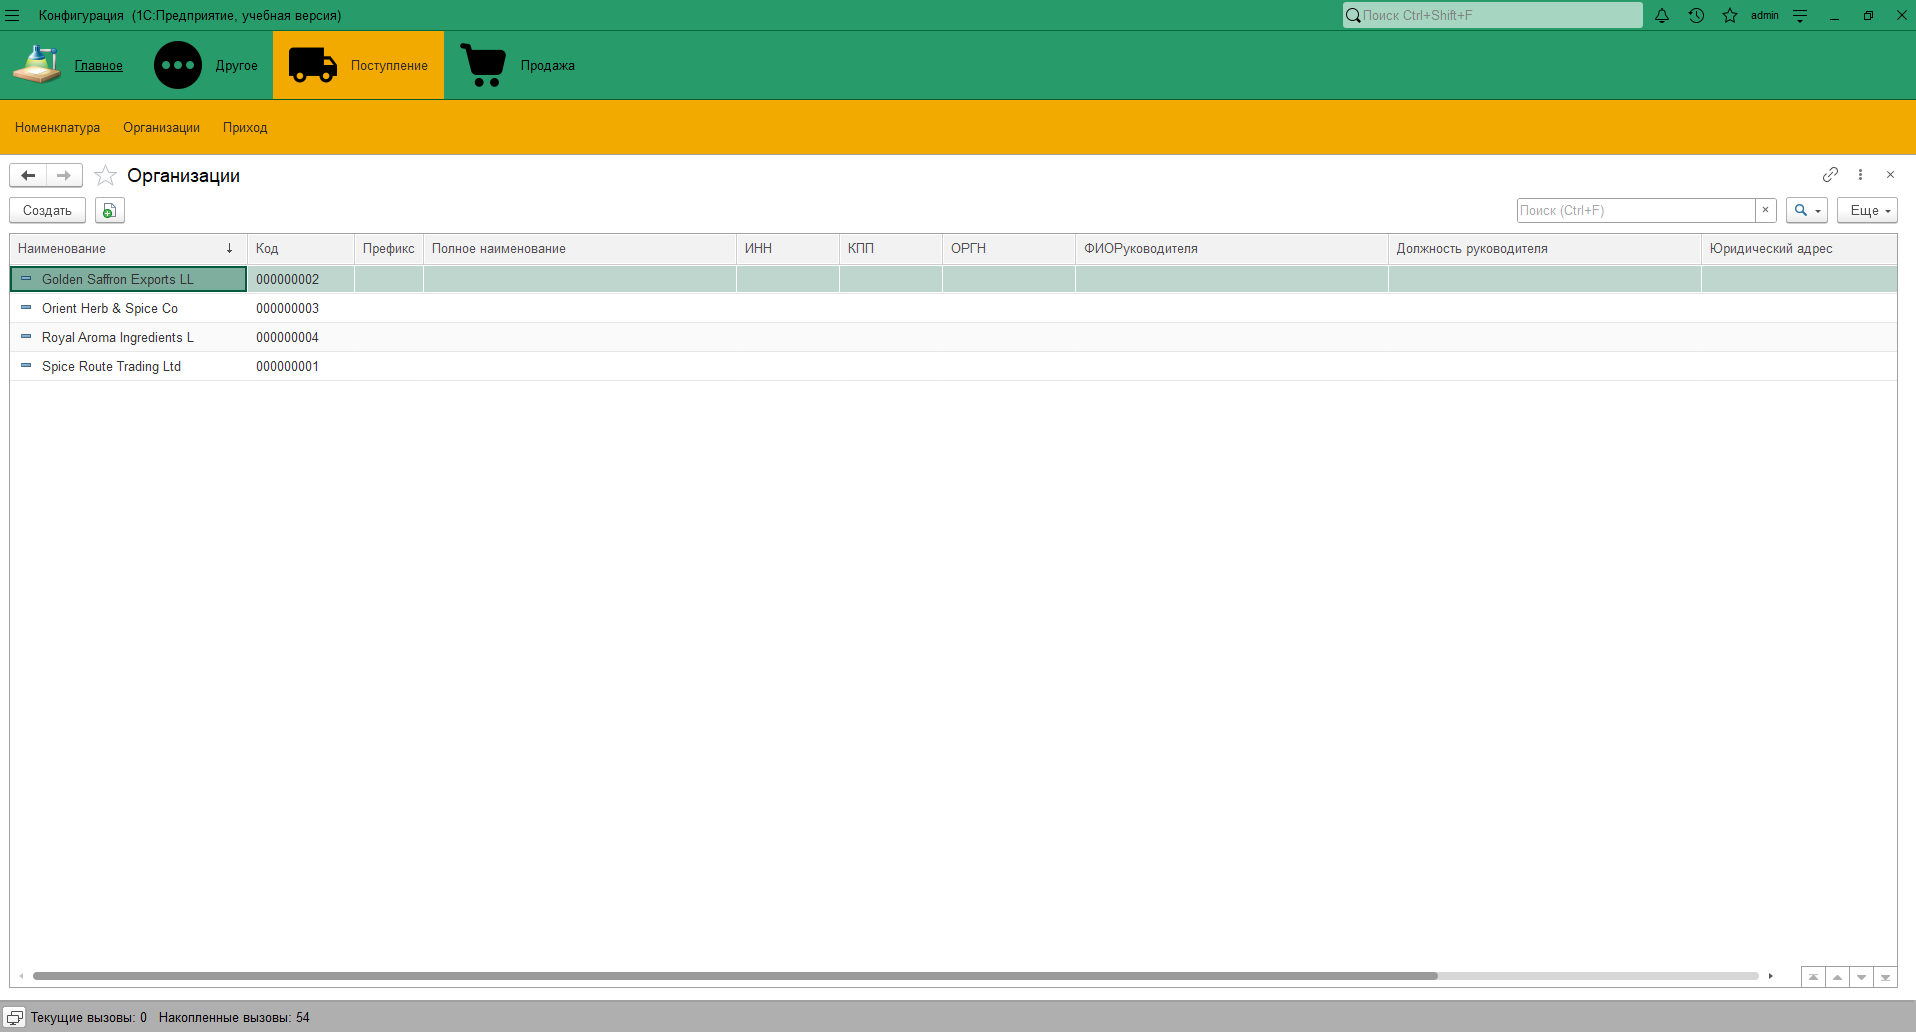 Конфигурация (1С:Предприятие, учебная версия)
Поиск Ctrl+Shift+F
admin
Главное
Другое
Поступление
Продажа
Номенклатура
Организации
Приход
Организации
Создать
Поиск (Ctrl+F)
×
Еще
Наименование ↓ Код Префикс Полное наименование ИНН КПП ОРГН ФИОРуководителя Должность руководителя Юридический адрес
Golden Saffron Exports LL 000000002
Orient Herb & Spice Co 000000003
Royal Aroma Ingredients L 000000004
Spice Route Trading Ltd 000000001
Текущие вызовы: 0 Накопленные вызовы: 54